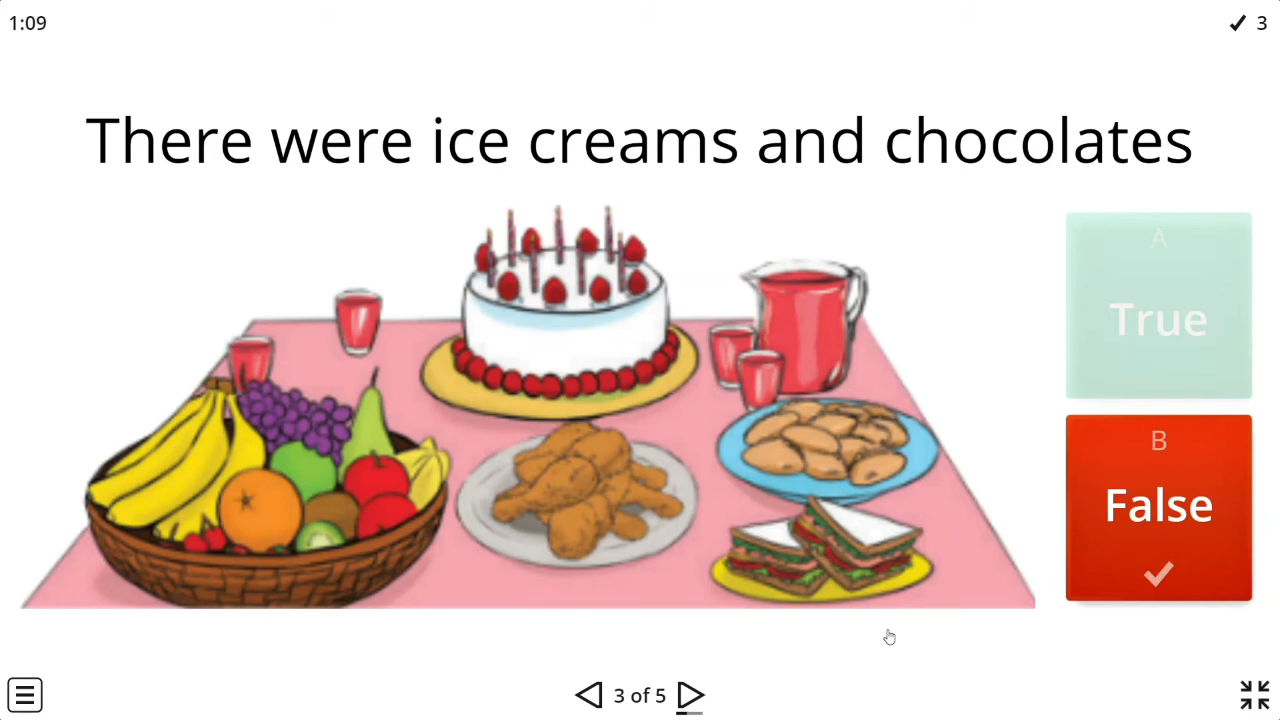 1:09
3
There were ice creams and chocolates
A
True
B
False
3 of 5